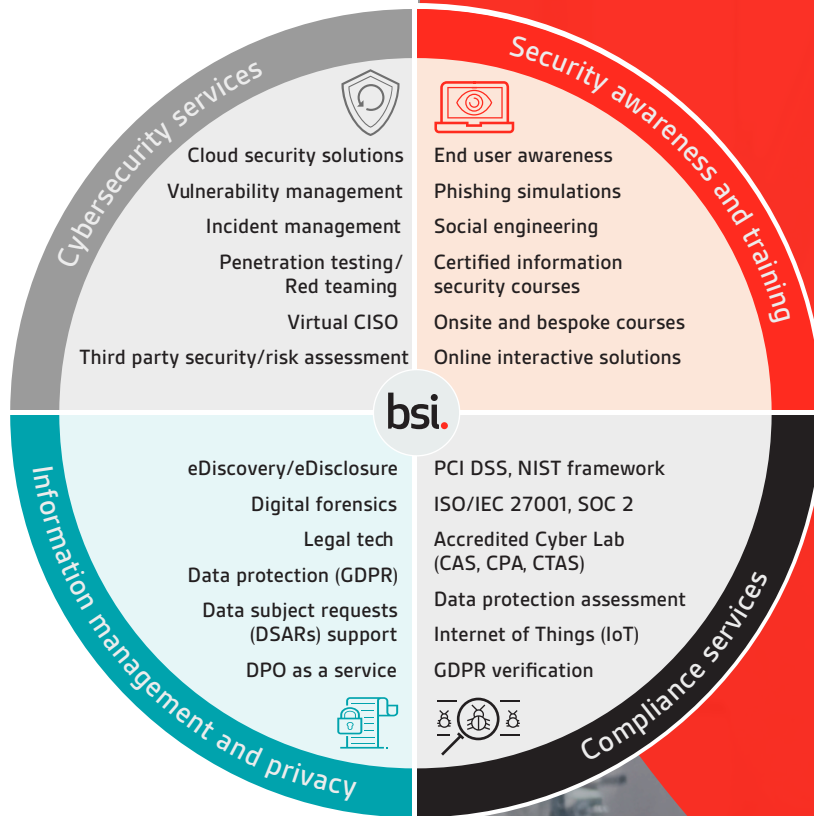 Cybersecurity services
Cloud security solutions
Vulnerability management
Incident management
Penetration testing/
Red teaming
Virtual CISO
Third party security/risk assessment
Security awareness and training
End user awareness
Phishing simulations
Social engineering
Certified information
security courses
Onsite and bespoke courses
Online interactive solutions
bsi.
Information management and privacy
eDiscovery/eDisclosure
Digital forensics
Legal tech
Data protection (GDPR)
Data subject requests
(DSARs) support
DPO as a service
Compliance services
PCI DSS, NIST framework
ISO/IEC 27001, SOC 2
Accredited Cyber Lab
(CAS, CPA, CTAS)
Data protection assessment
Internet of Things (IoT)
GDPR verification